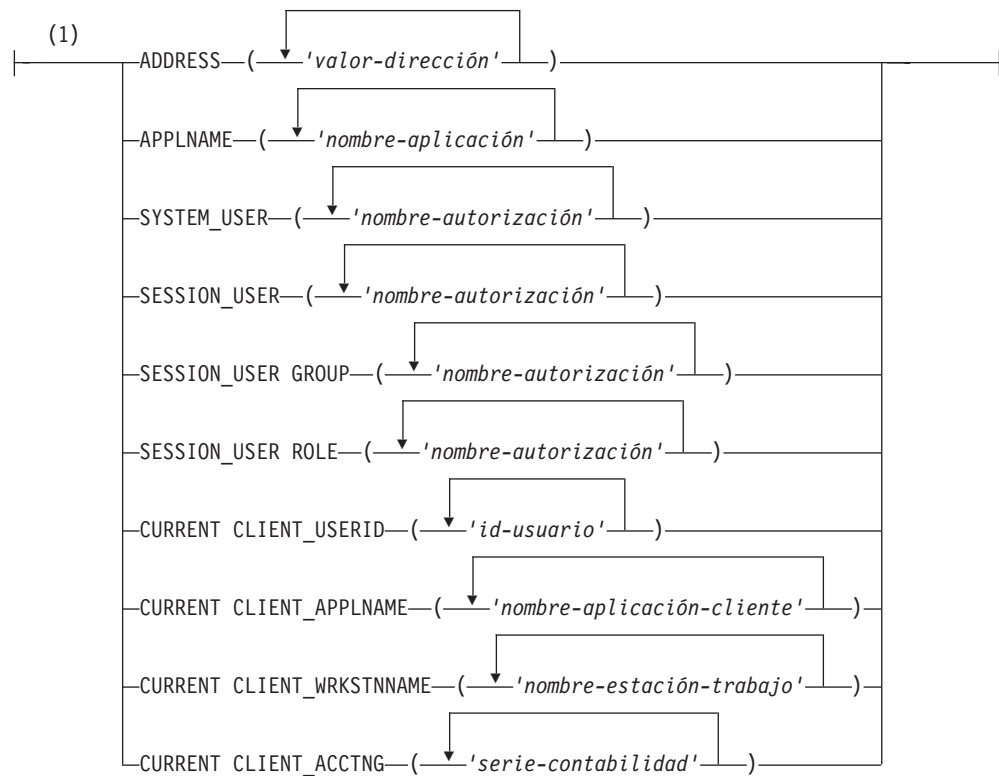 (1)
ADDRESS ( 'valor-dirección' )
APPLNAME ( 'nombre-aplicación' )
SYSTEM_USER ( 'nombre-autorización' )
SESSION_USER ( 'nombre-autorización' )
SESSION_USER GROUP ( 'nombre-autorización' )
SESSION_USER ROLE ( 'nombre-autorización' )
CURRENT CLIENT_USERID ( 'id-usuario' )
CURRENT CLIENT_APPLNAME ( 'nombre-aplicación-cliente' )
CURRENT CLIENT_WRKSTNNAME ( 'nombre-estación-trabajo' )
CURRENT CLIENT_ACCTNG ( 'serie-contabilidad' )